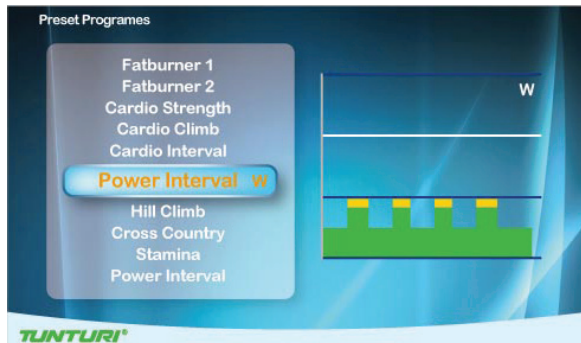 Preset Programes
Fatburner 1
Fatburner 2
Cardio Strength
Cardio Climb
Cardio Interval
Power Interval W
Hill Climb
Cross Country
Stamina
Power Interval
W
TUNTURI®